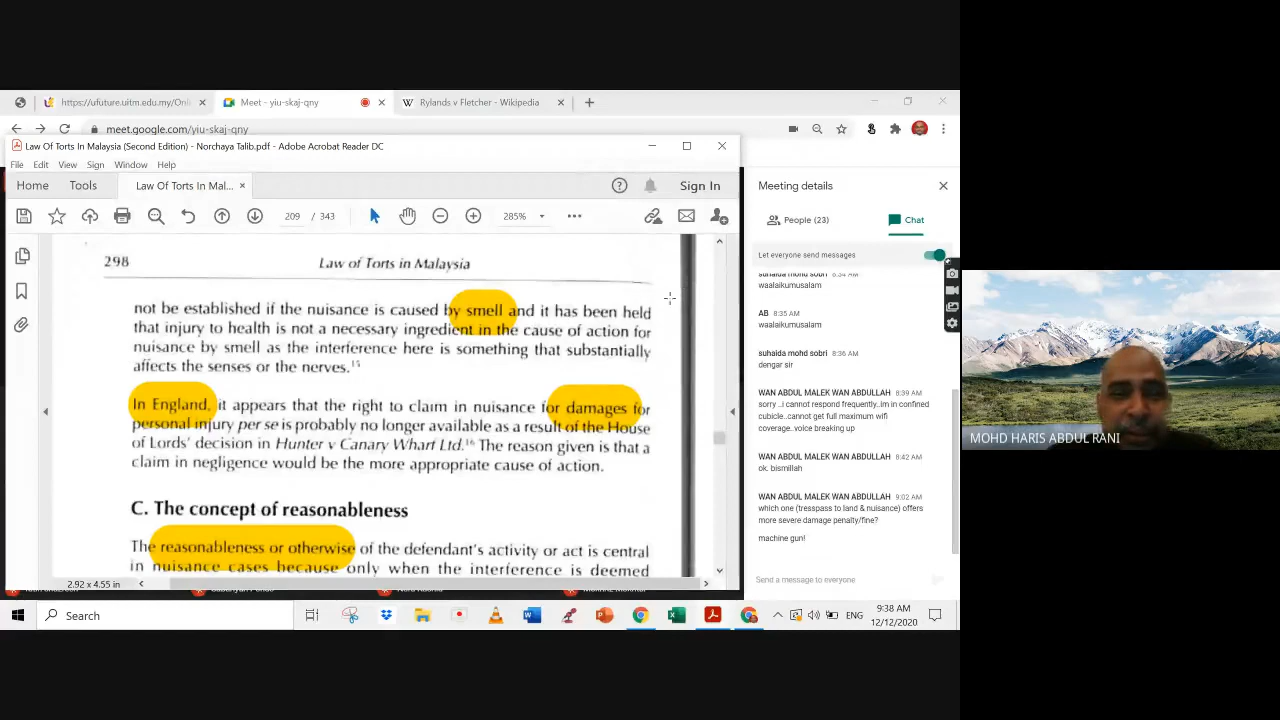 https://ufuture.uitm.edu.my/Onli
Meet - yiu-skaj-qny
Rylands v Fletcher - Wikipedia
meet.google.com/yiu-skaj-qny
Law Of Torts In Malaysia (Second Edition) - Norchaya Talib.pdf - Adobe Acrobat Reader DC
File Edit View Sign Window Help
Home Tools Law Of Torts In Mal... Sign In
209 / 343 285%
298 Law of Torts in Malaysia
not be established if the nuisance is caused by smell and it has been held
that injury to health is not a necessary ingredient in the cause of action for
nuisance by smell as the interference here is something that substantially
affects the senses or the nerves.15
In England, it appears that the right to claim in nuisance for damages for
personal injury per se is probably no longer available as a result of the House
of Lords' decision in Hunter v Canary Wharf Ltd.16 The reason given is that a
claim in negligence would be the more appropriate cause of action.
C. The concept of reasonableness
The reasonableness or otherwise of the defendant's activity or act is central
in nuisance cases because only when the interference is deemed
2.92 x 4.55 in
Meeting details
People (23) Chat
Let everyone send messages
suhaida mohd sobri 8:34 AM
waalaikumusalam
AB 8:35 AM
waalaikumusalam
suhaida mohd sobri 8:36 AM
dengar sir
WAN ABDUL MALEK WAN ABDULLAH 8:39 AM
sorry ..i cannot respond frequently..im in confined
cubicle..cannot get full maximum wifi
coverage..voice breaking up
WAN ABDUL MALEK WAN ABDULLAH 8:42 AM
ok. bismillah
WAN ABDUL MALEK WAN ABDULLAH 9:02 AM
which one (tresspass to land & nuisance) offers
more severe damage penalty/fine?
machine gun!
Send a message to everyone
MOHD HARIS ABDUL RANI
Search
ENG
9:38 AM
12/12/2020